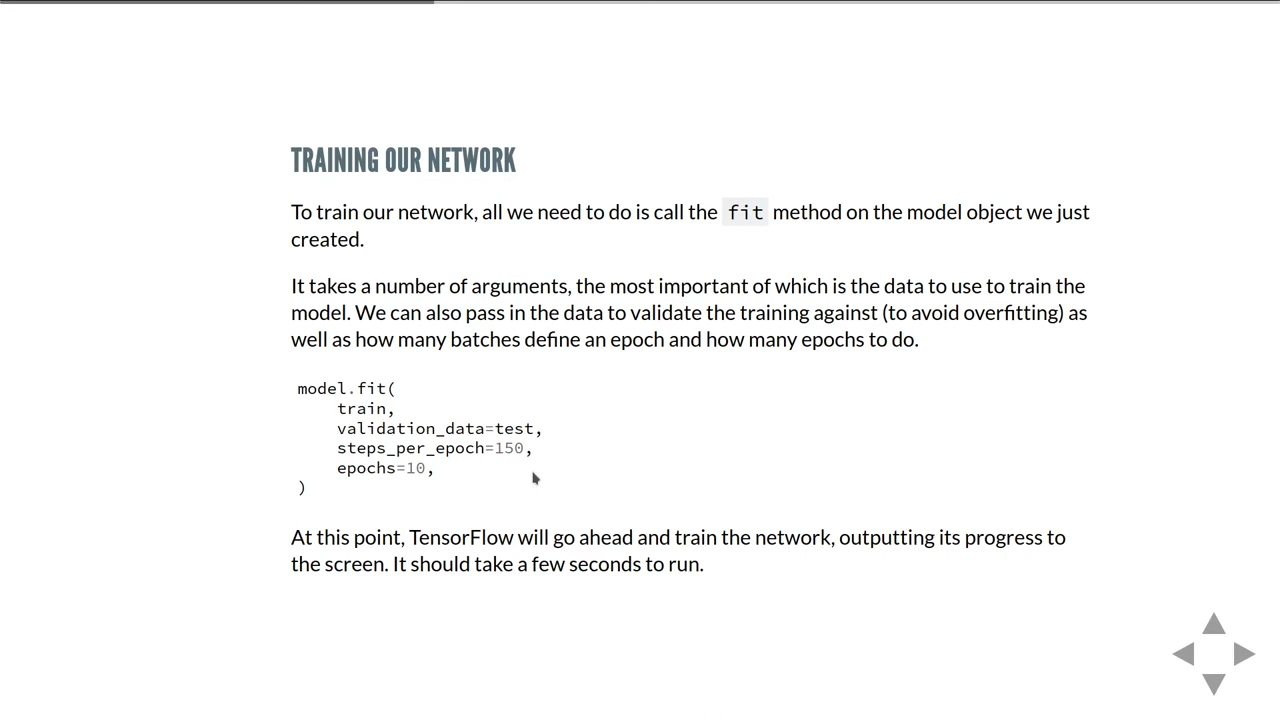 TRAINING OUR NETWORK
To train our network, all we need to do is call the fit method on the model object we just
created.
It takes a number of arguments, the most important of which is the data to use to train the
model. We can also pass in the data to validate the training against (to avoid overfitting) as
well as how many batches define an epoch and how many epochs to do.
model.fit(
    train,
    validation_data=test,
    steps_per_epoch=150,
    epochs=10,
)
At this point, TensorFlow will go ahead and train the network, outputting its progress to
the screen. It should take a few seconds to run.